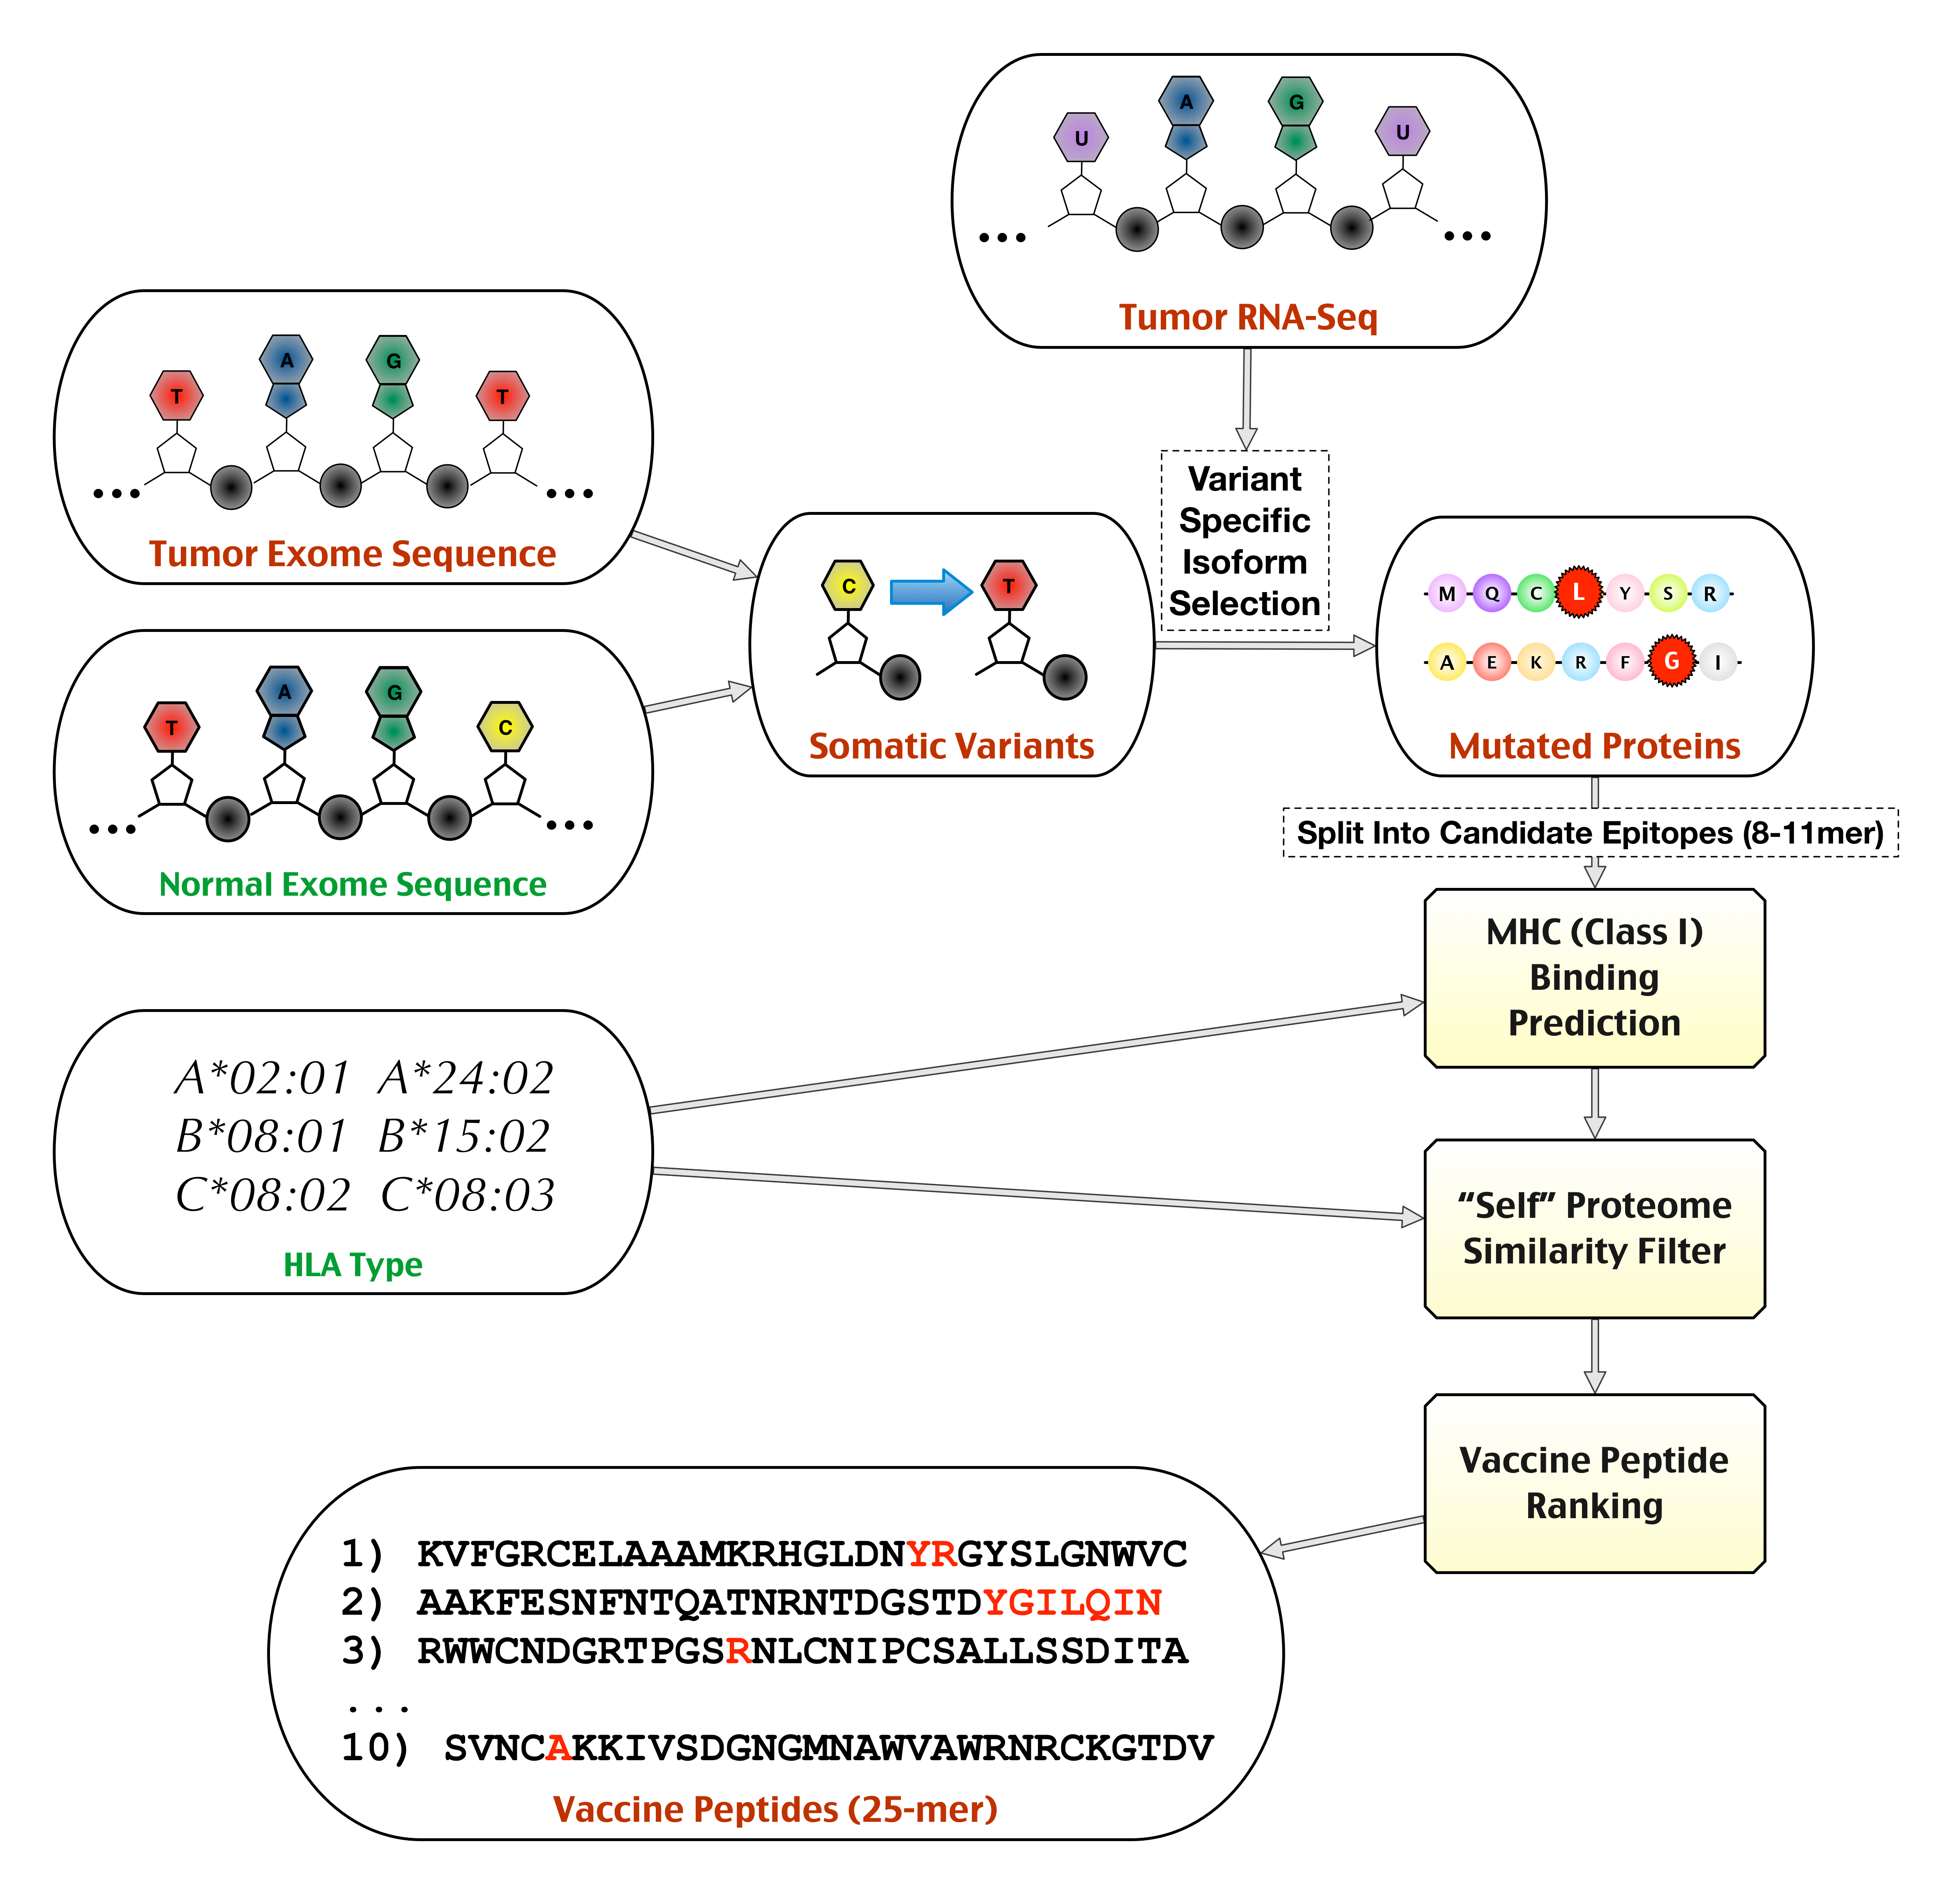 U A G U
... ...
Tumor RNA-Seq
T A G T
... ...
Tumor Exome Sequence
Variant
Specific
Isoform
Selection
C T
Somatic Variants
M Q C L Y S R
A E K R F G I
Mutated Proteins
T A G C
... ...
Normal Exome Sequence
Split Into Candidate Epitopes (8-11mer)
MHC (Class I)
Binding
Prediction
A*02:01 A*24:02
B*08:01 B*15:02
C*08:02 C*08:03
HLA Type
“Self” Proteome
Similarity Filter
Vaccine Peptide
Ranking
1) KVFGRCELAAAMKRHGLDNYRGYSLGNWVC
2) AAKFESNFNTQATNRNTDGSTDYGILQIN
3) RWWCNDGRTPGSRNLCNIPCSALLSSDITA
...
10) SVNCAKKIVSDGNGMNAWVAWRNRCKGTDV
Vaccine Peptides (25-mer)